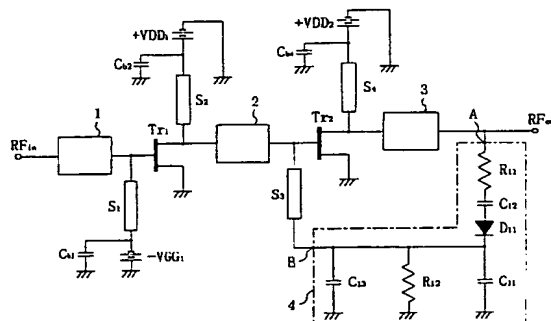 +VDD₁
+VDD₂
Cb2
Cb4
S₂
S₄
1
2
3
A
RFin
Tr₁
Tr₂
RFout
S₁
S₃
R₁₁
C₁₂
D₁₁
Cb1
-VGG₁
B
4
C₁₃
R₁₂
C₁₁